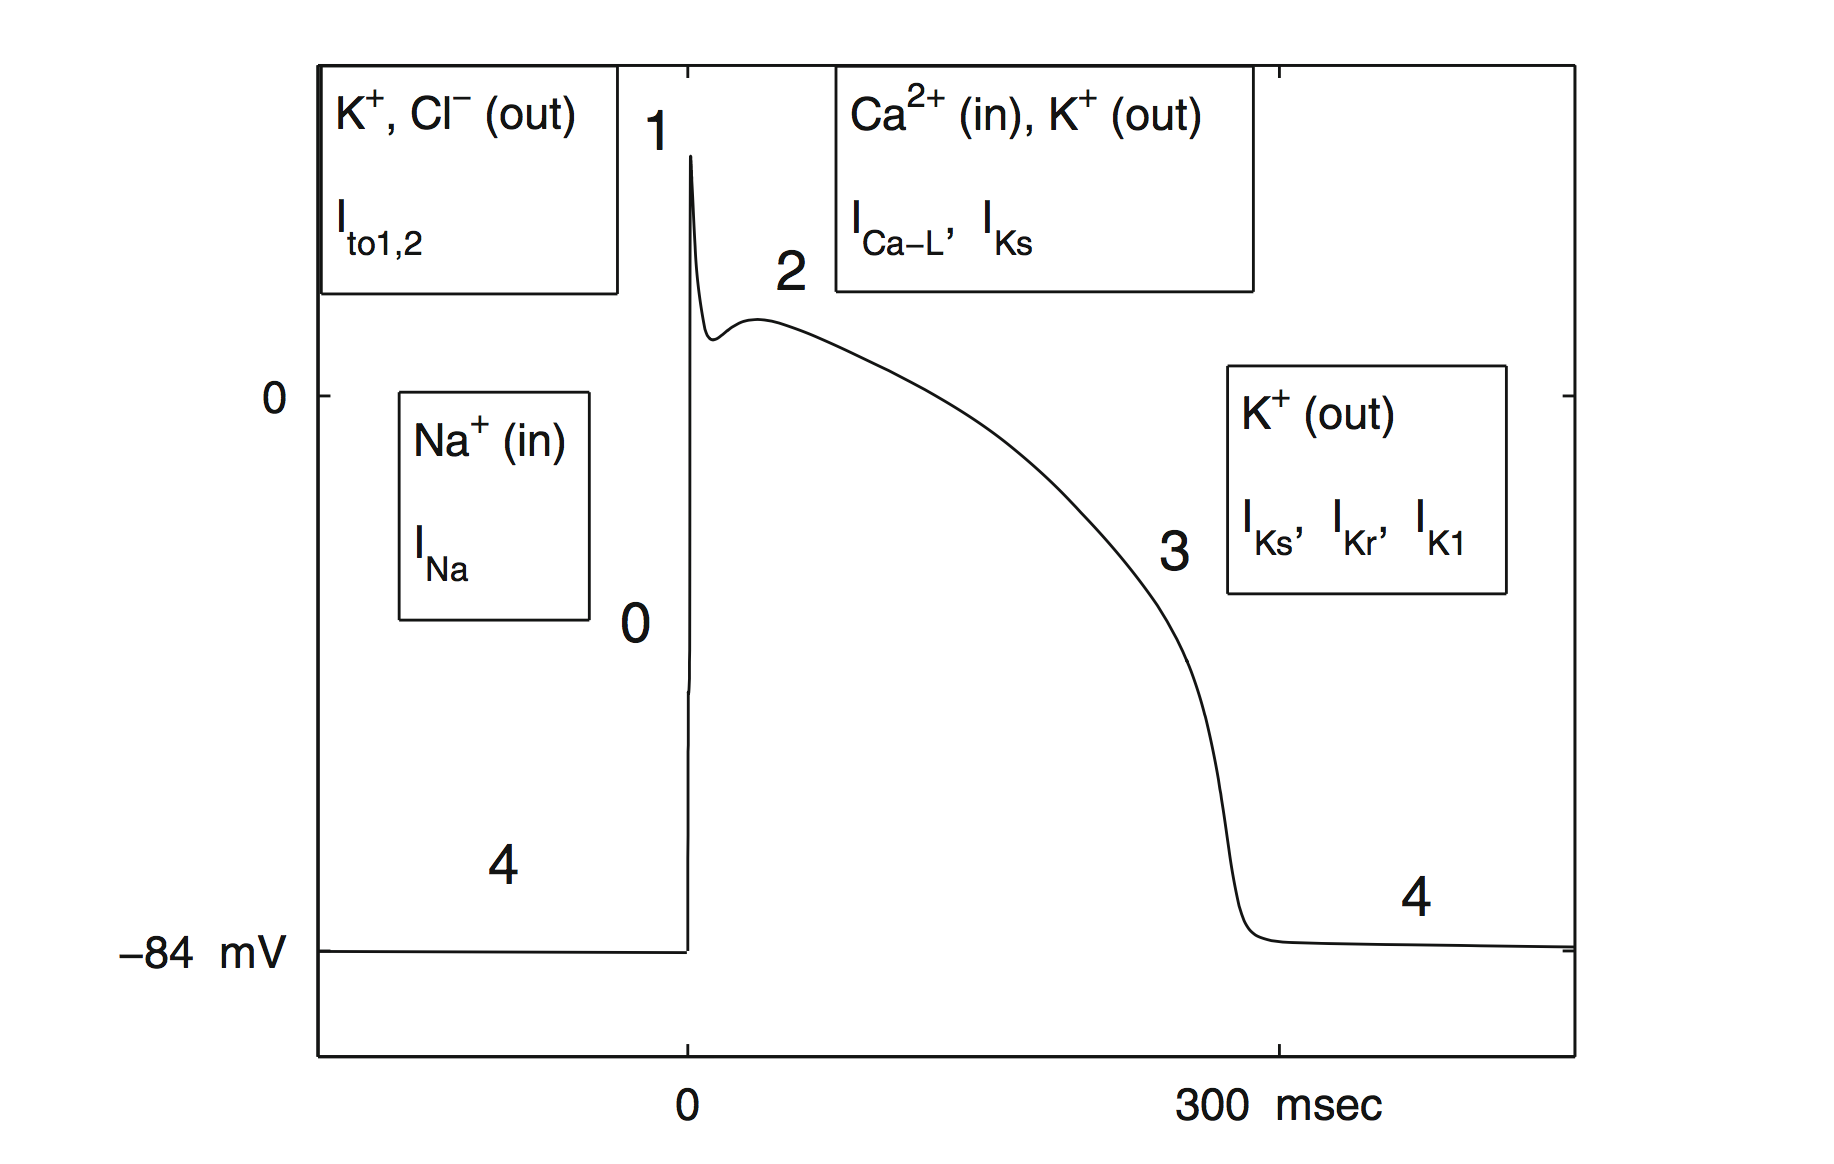 K⁺, Cl⁻ (out)
I_to1,2
1
Ca²⁺ (in), K⁺ (out)
I_Ca−L, I_Ks
2
0
Na⁺ (in)
I_Na
0
K⁺ (out)
I_Ks, I_Kr, I_K1
3
4
4
−84 mV
0
300 msec